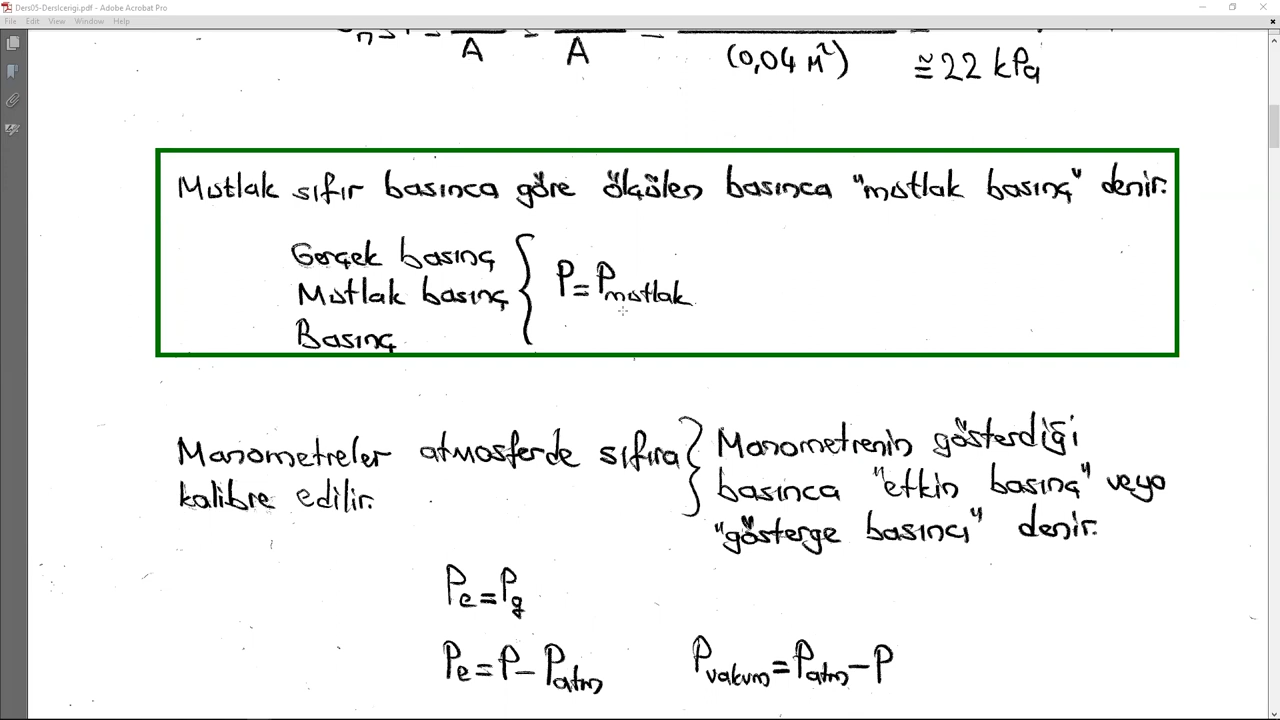 Ders05-DersIcerigi.pdf - Adobe Acrobat Pro
File Edit View Window Help
A = A = (0,04 m²) ≅ 22 kPa
Mutlak sıfır basınca göre ölçülen basınca "mutlak basınç" denir.
Gerçek basınç
Mutlak basınç { P = Pmutlak
Basınç
Manometreler atmosferde sıfıra
kalibre edilir.
} Manometrenin gösterdiği
basınca "etkin basınç" veya
"gösterge basıncı" denir.
Pe = Pg
Pe = P - Patm
Pvakum = Patm - P